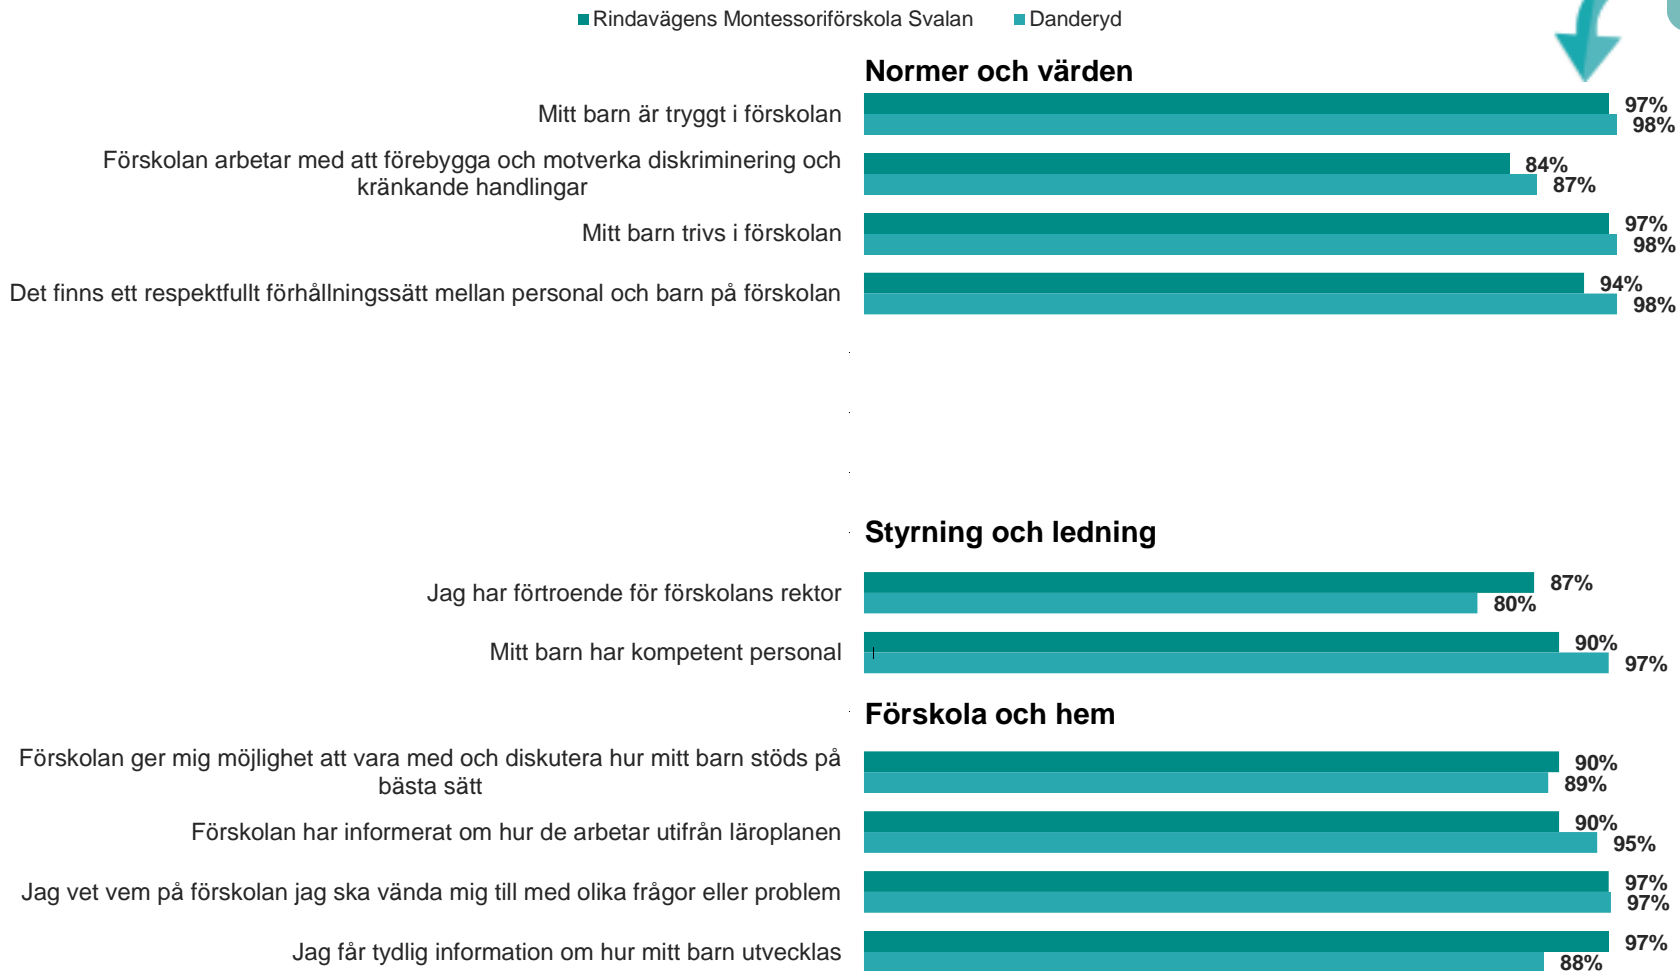 Rindavägens Montessoriförskola Svalan Danderyd
Normer och värden
Mitt barn är tryggt i förskolan
97%
98%
Förskolan arbetar med att förebygga och motverka diskriminering och
kränkande handlingar
84%
87%
Mitt barn trivs i förskolan
97%
98%
Det finns ett respektfullt förhållningssätt mellan personal och barn på förskolan
94%
98%
Styrning och ledning
Jag har förtroende för förskolans rektor
87%
80%
Mitt barn har kompetent personal
90%
97%
Förskola och hem
Förskolan ger mig möjlighet att vara med och diskutera hur mitt barn stöds på
bästa sätt
90%
89%
Förskolan har informerat om hur de arbetar utifrån läroplanen
90%
95%
Jag vet vem på förskolan jag ska vända mig till med olika frågor eller problem
97%
97%
Jag får tydlig information om hur mitt barn utvecklas
97%
88%